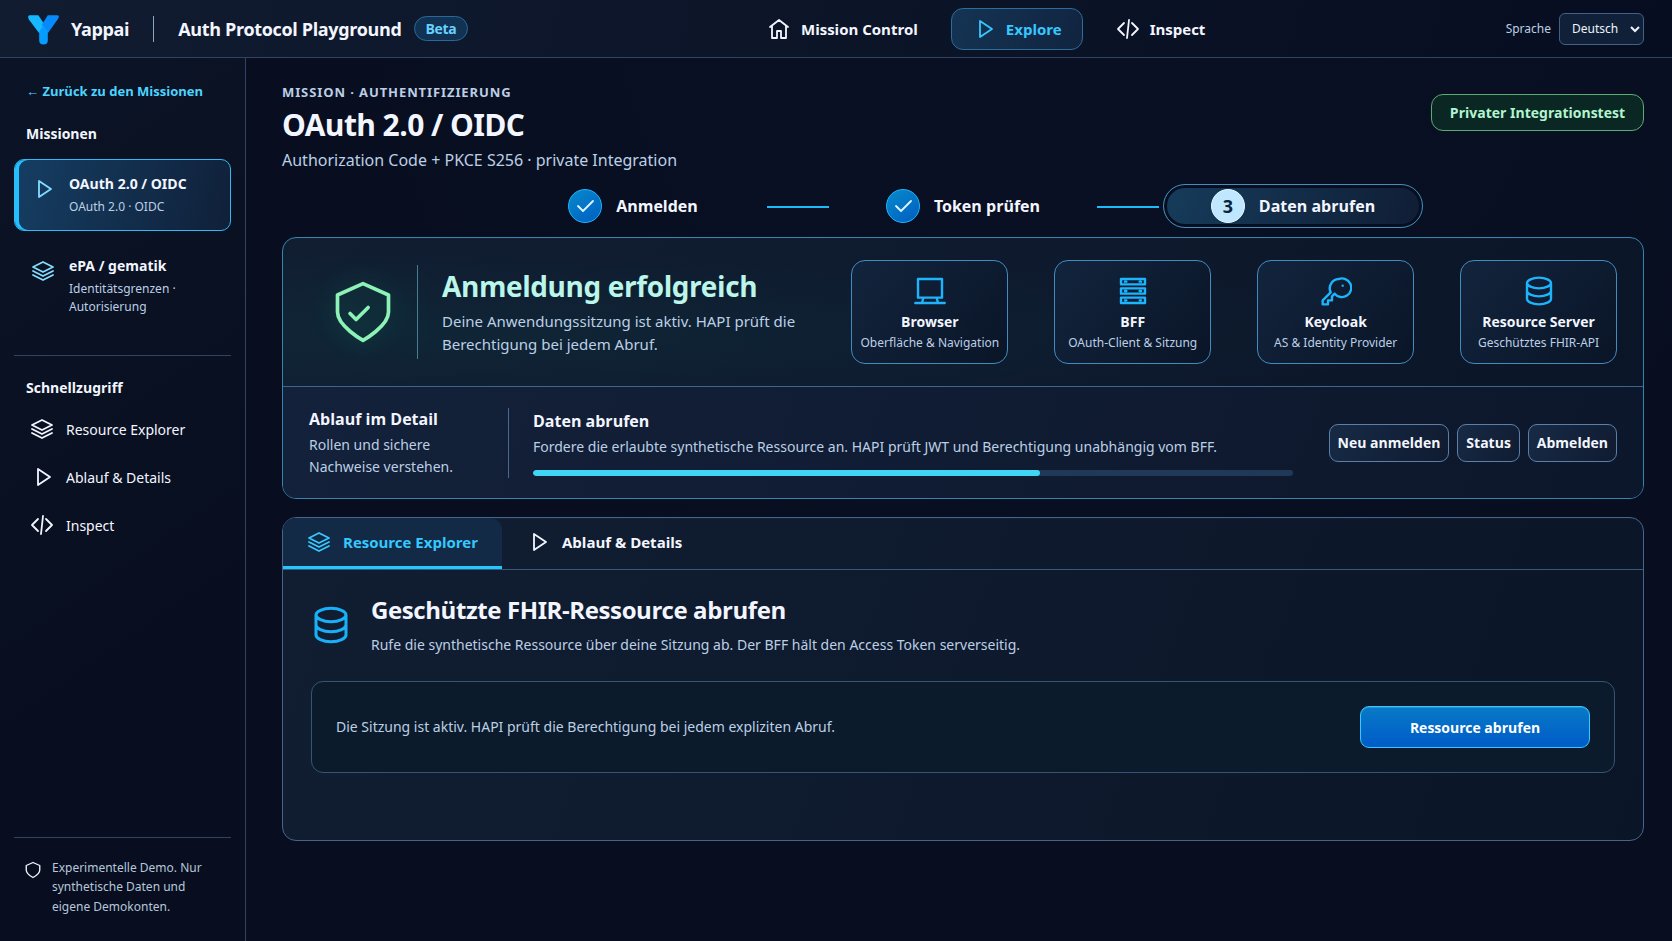 Yappai
Auth Protocol Playground
Beta
Mission Control
Explore
Inspect
Sprache
Deutsch
← Zurück zu den Missionen
Missionen
OAuth 2.0 / OIDC
OAuth 2.0 · OIDC
ePA / gematik
Identitätsgrenzen ·
Autorisierung
Schnellzugriff
Resource Explorer
Ablauf & Details
Inspect
Experimentelle Demo. Nur
synthetische Daten und
eigene Demokonten.
MISSION · AUTHENTIFIZIERUNG
OAuth 2.0 / OIDC
Authorization Code + PKCE S256 · private Integration
Privater Integrationstest
Anmelden
Token prüfen
3 Daten abrufen
Anmeldung erfolgreich
Deine Anwendungssitzung ist aktiv. HAPI prüft die
Berechtigung bei jedem Abruf.
Browser
Oberfläche & Navigation
BFF
OAuth-Client & Sitzung
Keycloak
AS & Identity Provider
Resource Server
Geschütztes FHIR-API
Ablauf im Detail
Rollen und sichere
Nachweise verstehen.
Daten abrufen
Fordere die erlaubte synthetische Ressource an. HAPI prüft JWT und Berechtigung unabhängig vom BFF.
Neu anmelden
Status
Abmelden
Resource Explorer
Ablauf & Details
Geschützte FHIR-Ressource abrufen
Rufe die synthetische Ressource über deine Sitzung ab. Der BFF hält den Access Token serverseitig.
Die Sitzung ist aktiv. HAPI prüft die Berechtigung bei jedem expliziten Abruf.
Ressource abrufen